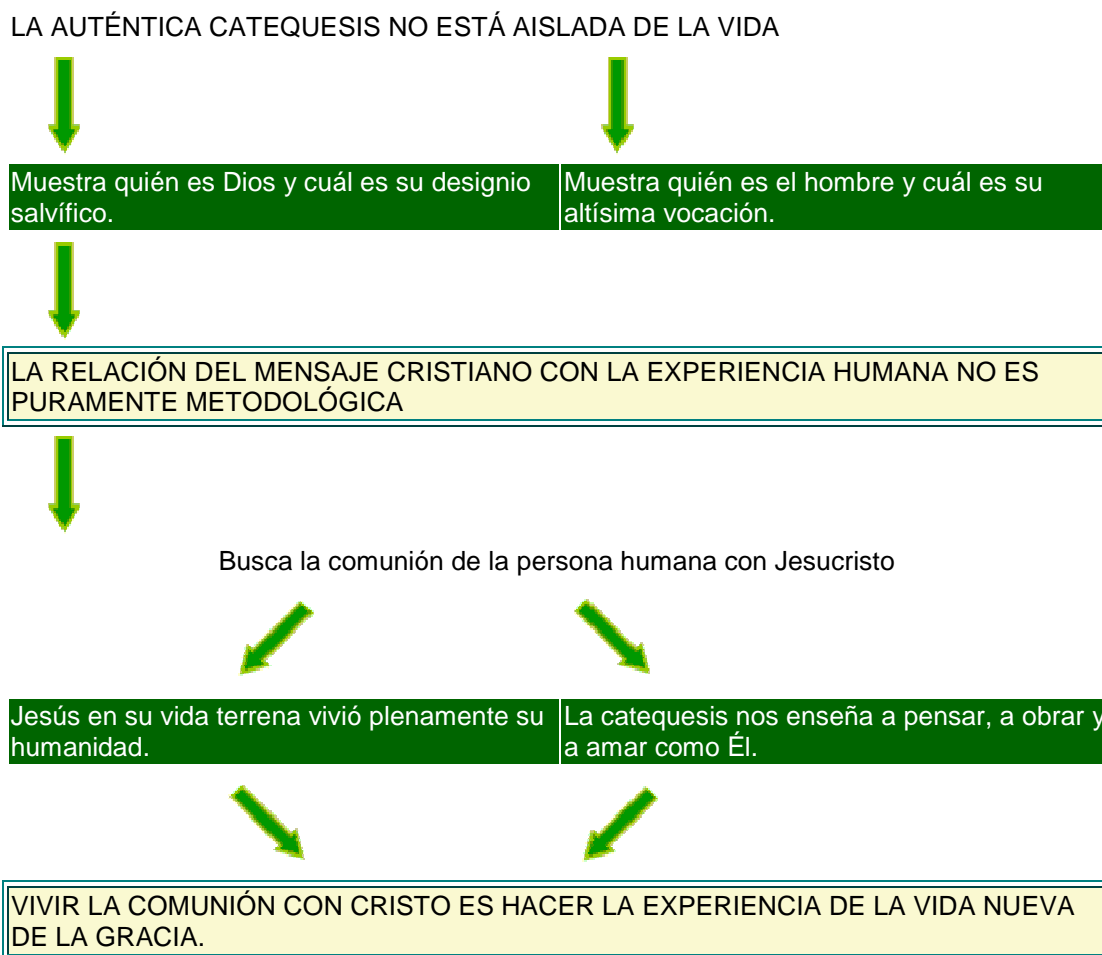 LA AUTÉNTICA CATEQUESIS NO ESTÁ AISLADA DE LA VIDA
Muestra quién es Dios y cuál es su designio
salvífico.
Muestra quién es el hombre y cuál es su
altísima vocación.
LA RELACIÓN DEL MENSAJE CRISTIANO CON LA EXPERIENCIA HUMANA NO ES
PURAMENTE METODOLÓGICA
Busca la comunión de la persona humana con Jesucristo
Jesús en su vida terrena vivió plenamente su
humanidad.
La catequesis nos enseña a pensar, a obrar y
a amar como Él.
VIVIR LA COMUNIÓN CON CRISTO ES HACER LA EXPERIENCIA DE LA VIDA NUEVA
DE LA GRACIA.